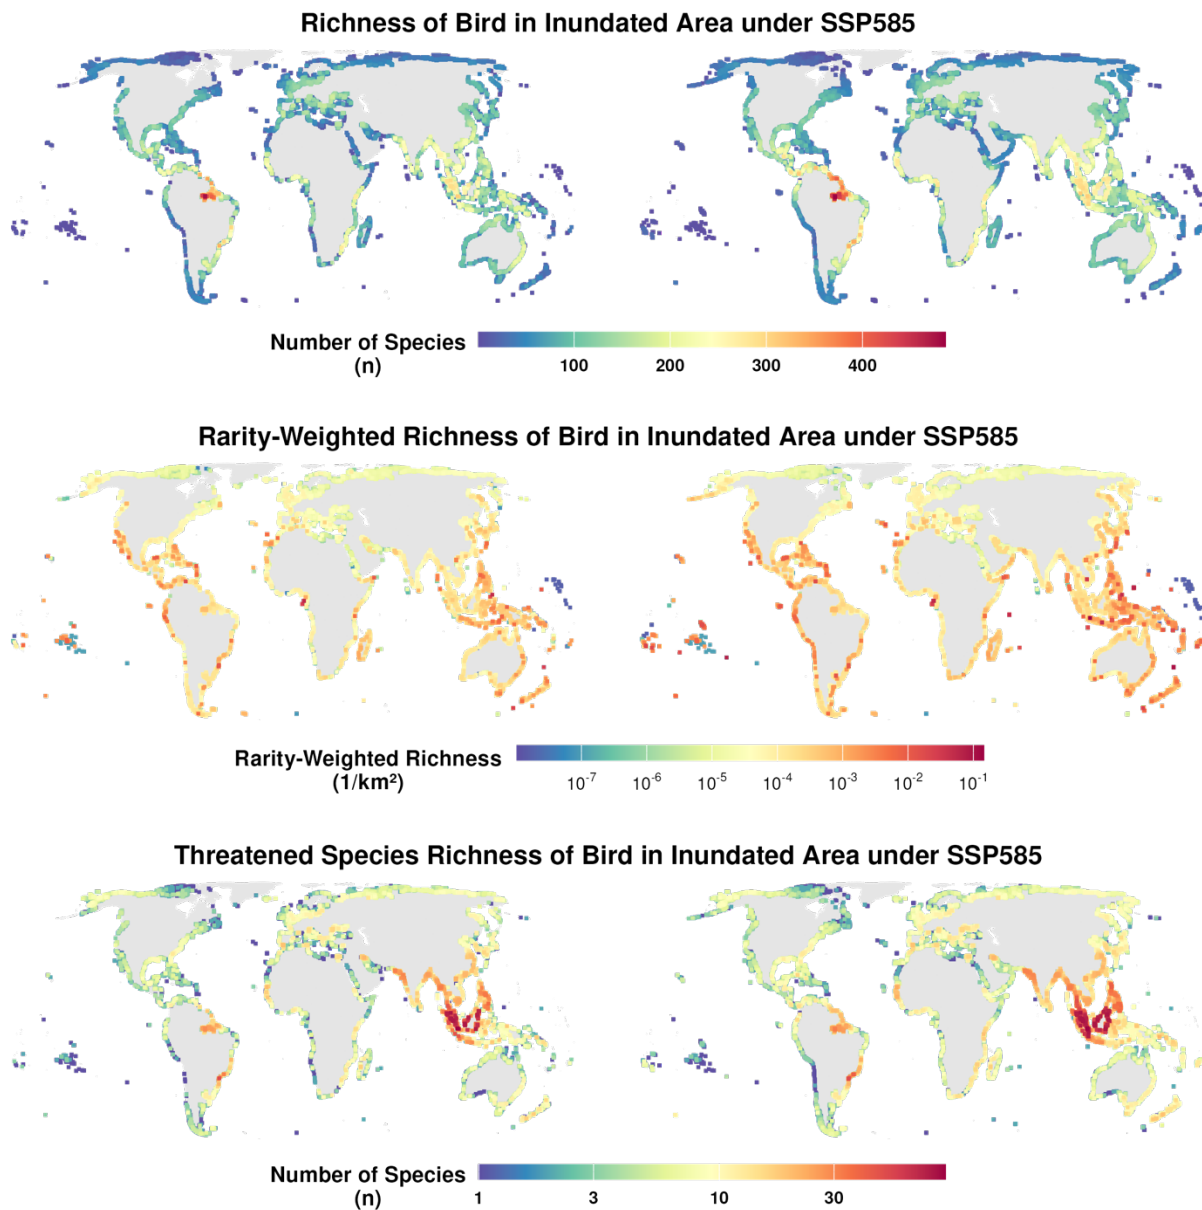 Richness of Bird in Inundated Area under SSP585
Number of Species
(n)
100 200 300 400
Rarity-Weighted Richness of Bird in Inundated Area under SSP585
Rarity-Weighted Richness
(1/km²)
10⁻⁷ 10⁻⁶ 10⁻⁵ 10⁻⁴ 10⁻³ 10⁻² 10⁻¹
Threatened Species Richness of Bird in Inundated Area under SSP585
Number of Species
(n)
1 3 10 30